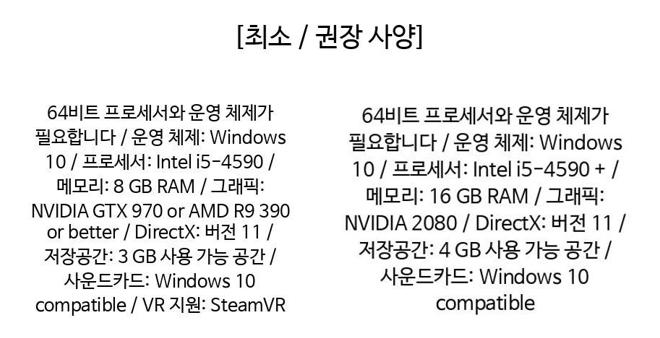 [최소 / 권장 사양]
64비트 프로세서와 운영 체제가
필요합니다 / 운영 체제: Windows
10 / 프로세서: Intel i5-4590 /
메모리: 8 GB RAM / 그래픽:
NVIDIA GTX 970 or AMD R9 390
or better / DirectX: 버전 11 /
저장공간: 3 GB 사용 가능 공간 /
사운드카드: Windows 10
compatible / VR 지원: SteamVR
64비트 프로세서와 운영 체제가
필요합니다 / 운영 체제: Windows
10 / 프로세서: Intel i5-4590 + /
메모리: 16 GB RAM / 그래픽:
NVIDIA 2080 / DirectX: 버전 11 /
저장공간: 4 GB 사용 가능 공간 /
사운드카드: Windows 10
compatible